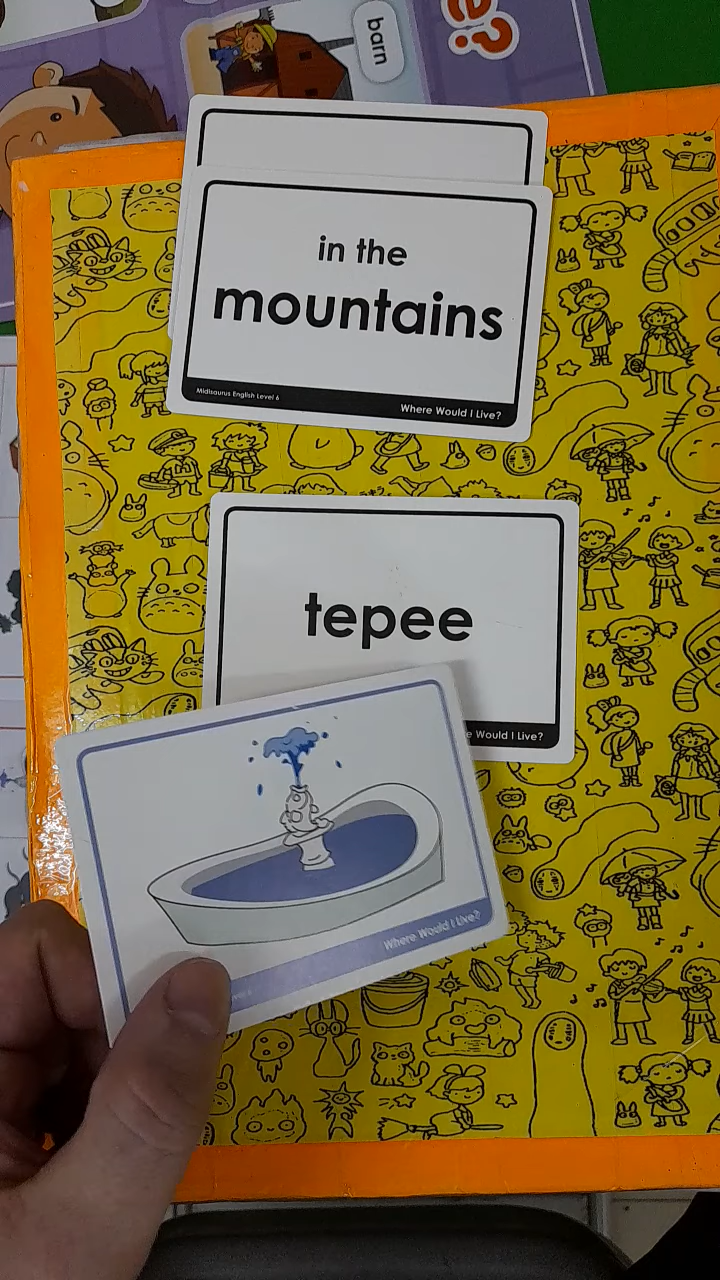 barn
e?
in the
mountains
Midisaurus English Level 6
Where Would I Live?
tepee
e Would I Live?
Where Would I Live?